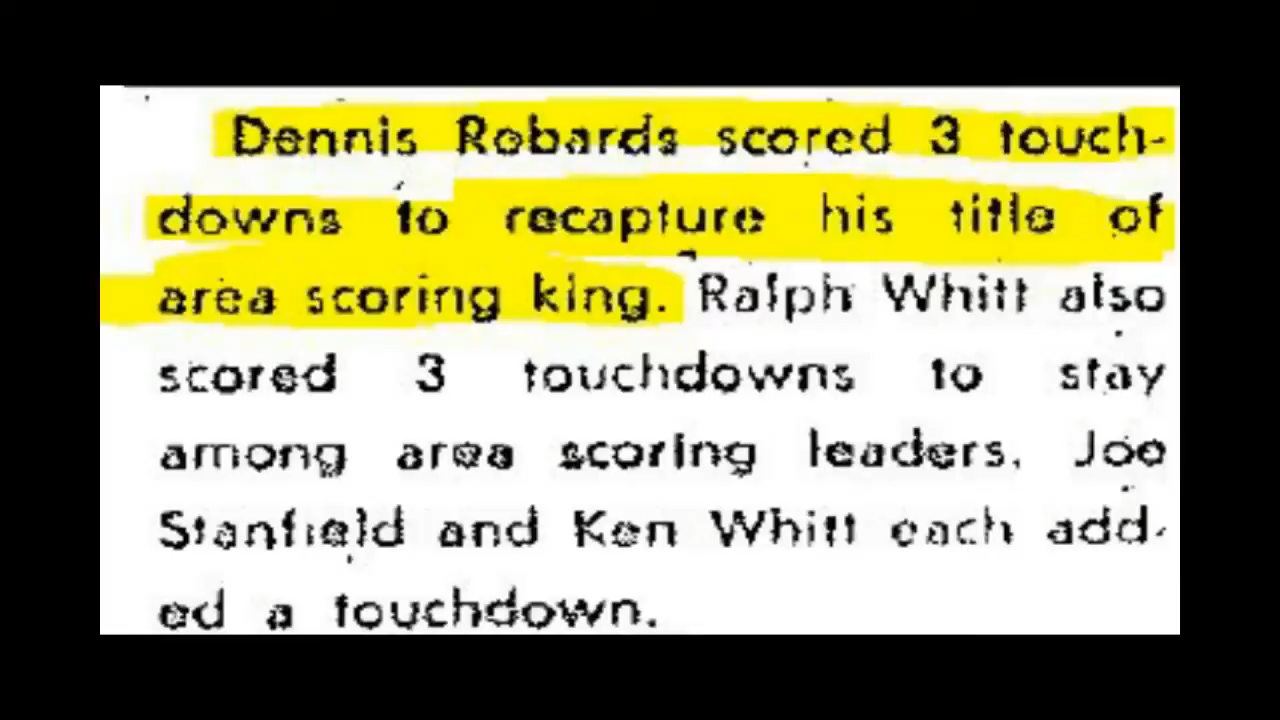 Dennis Robards scored 3 touch-
downs to recapture his title of
area scoring king. Ralph Whitt also
scored 3 touchdowns to stay
among area scoring leaders. Joe
Stanfield and Ken Whitt each add-
ed a touchdown.